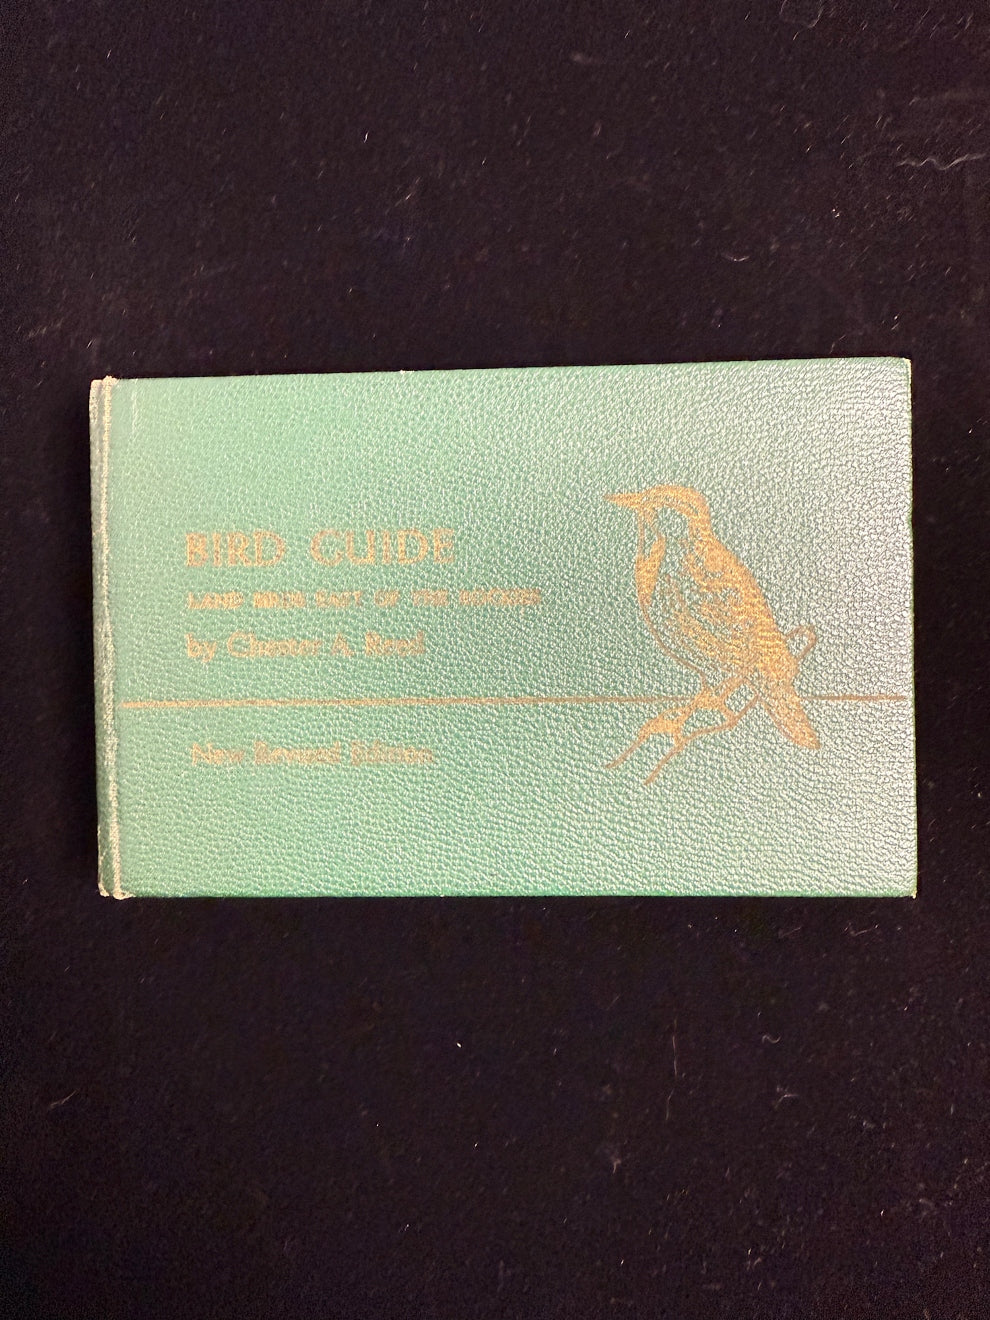 BIRD GUIDE
LAND BIRDS EAST OF THE ROCKIES
by Chester A. Reed
New Revised Edition